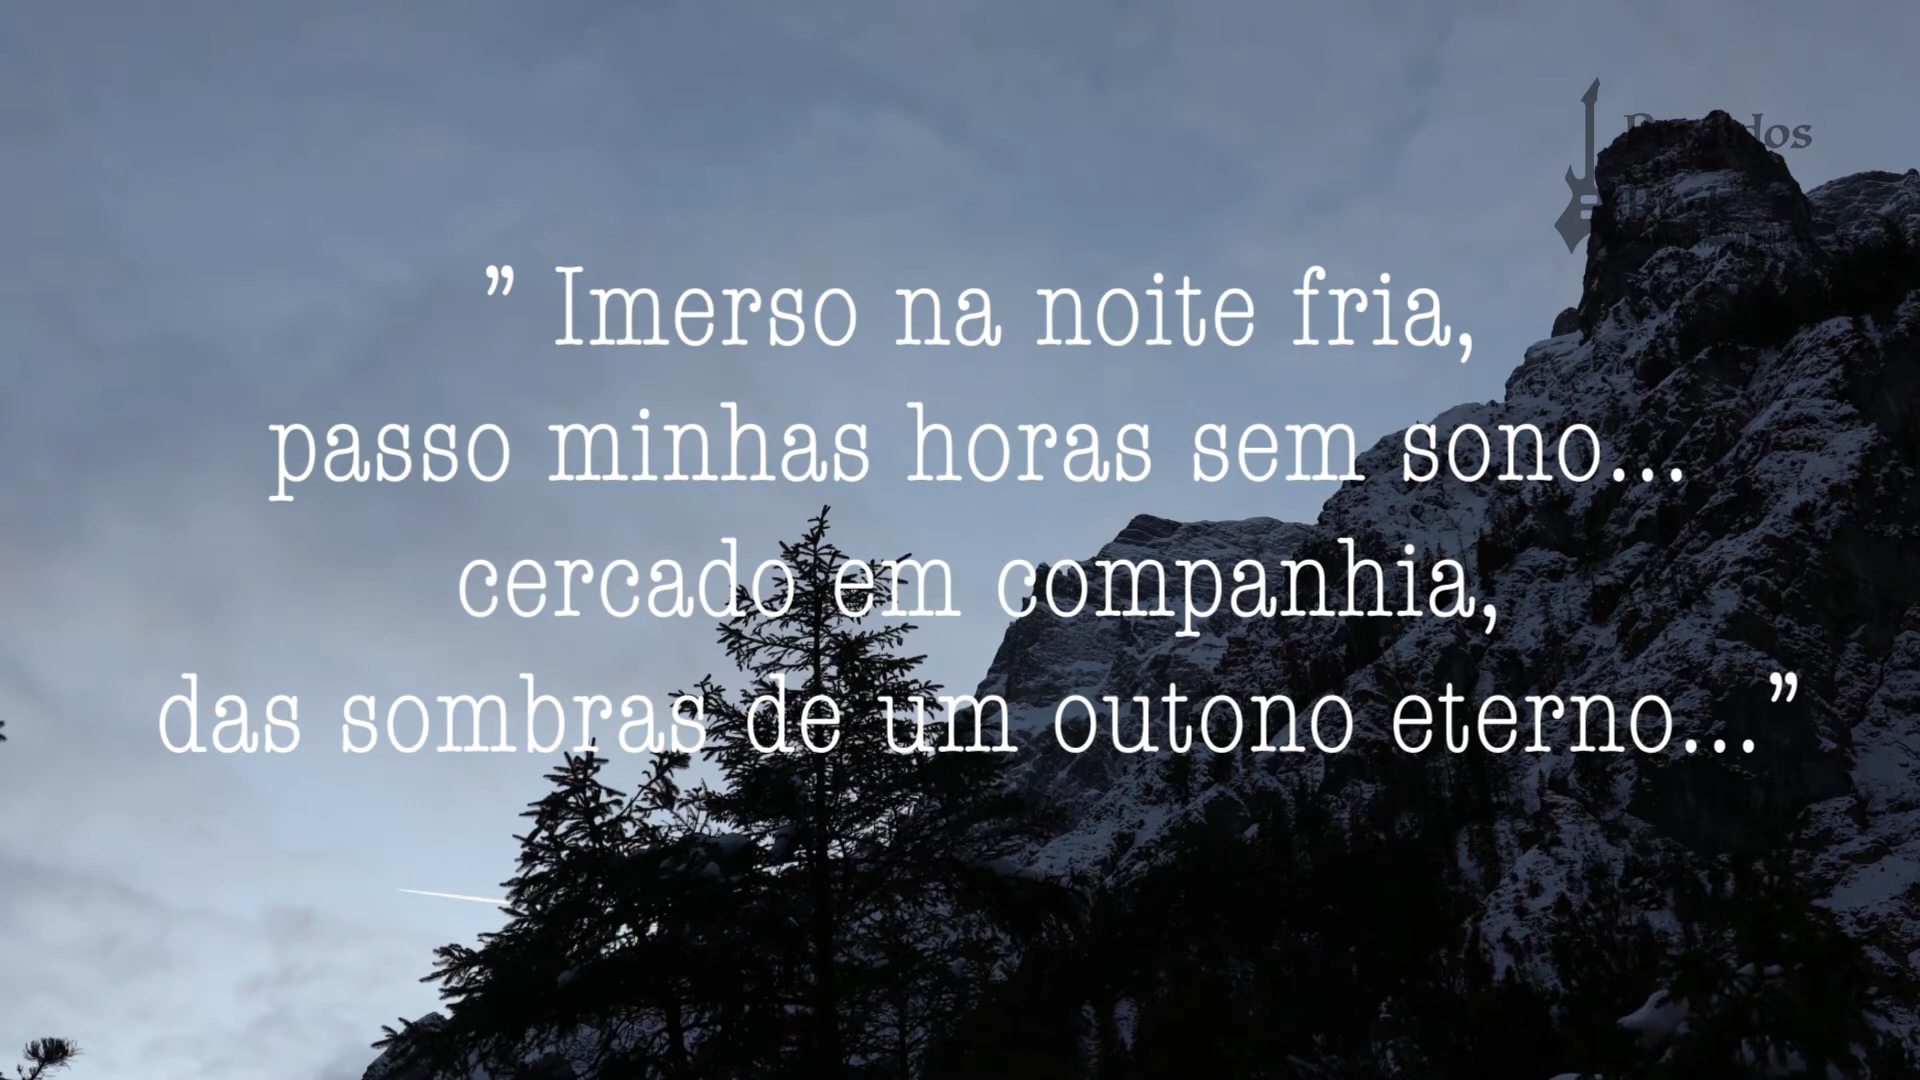 ” Imerso na noite fria,
passo minhas horas sem sono...
cercado em companhia,
das sombras de um outono eterno...”